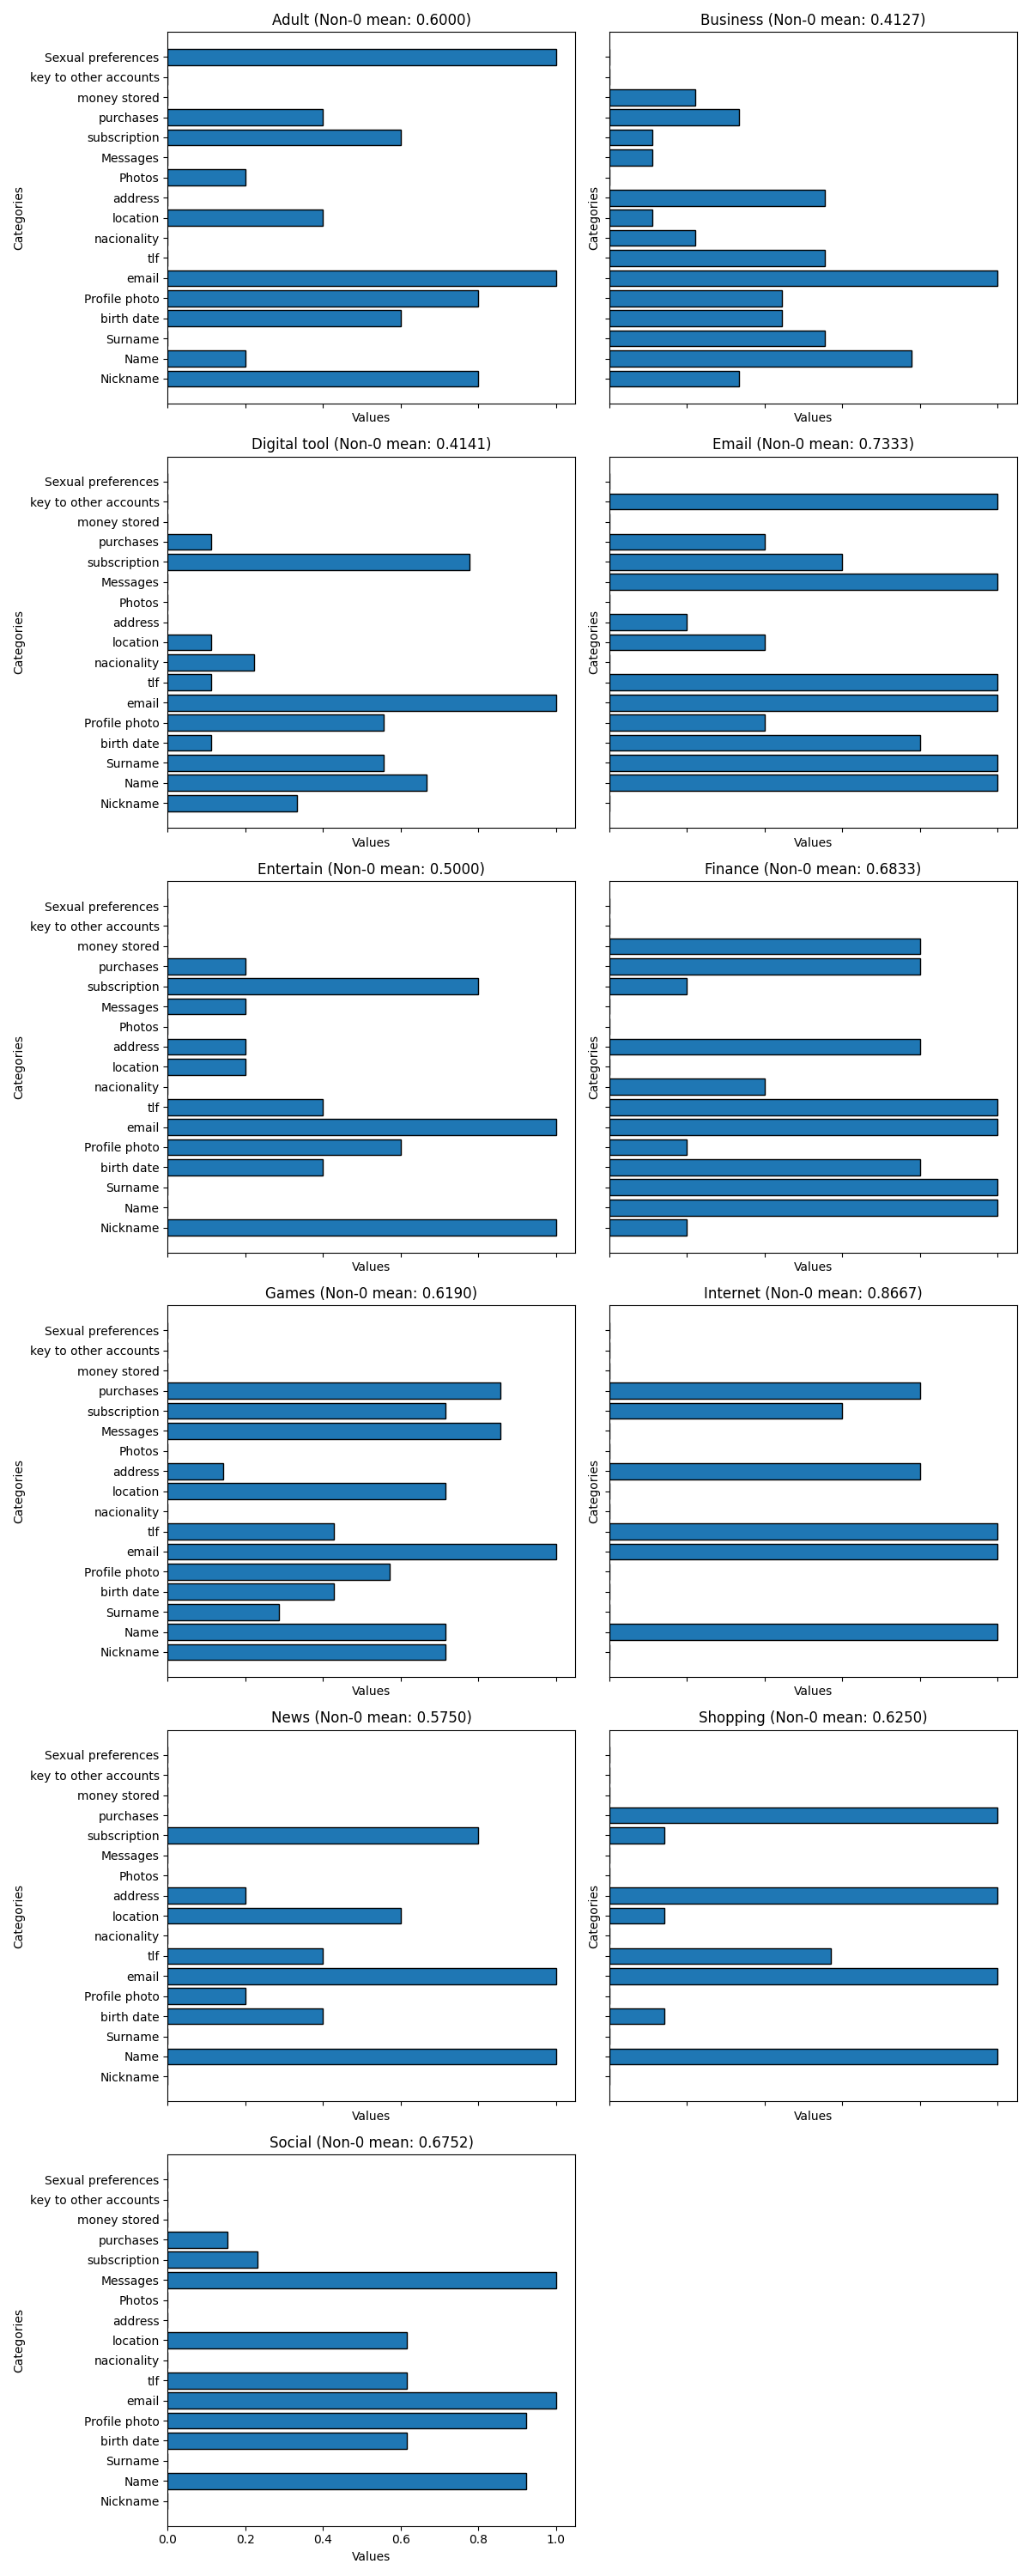 Adult (Non-0 mean: 0.6000)
Categories
Sexual preferences
key to other accounts
money stored
purchases
subscription
Messages
Photos
address
location
nacionality
tlf
email
Profile photo
birth date
Surname
Name
Nickname
Values
Business (Non-0 mean: 0.4127)
Categories
Values
Digital tool (Non-0 mean: 0.4141)
Categories
Sexual preferences
key to other accounts
money stored
purchases
subscription
Messages
Photos
address
location
nacionality
tlf
email
Profile photo
birth date
Surname
Name
Nickname
Values
Email (Non-0 mean: 0.7333)
Categories
Values
Entertain (Non-0 mean: 0.5000)
Categories
Sexual preferences
key to other accounts
money stored
purchases
subscription
Messages
Photos
address
location
nacionality
tlf
email
Profile photo
birth date
Surname
Name
Nickname
Values
Finance (Non-0 mean: 0.6833)
Categories
Values
Games (Non-0 mean: 0.6190)
Categories
Sexual preferences
key to other accounts
money stored
purchases
subscription
Messages
Photos
address
location
nacionality
tlf
email
Profile photo
birth date
Surname
Name
Nickname
Values
Internet (Non-0 mean: 0.8667)
Categories
Values
News (Non-0 mean: 0.5750)
Categories
Sexual preferences
key to other accounts
money stored
purchases
subscription
Messages
Photos
address
location
nacionality
tlf
email
Profile photo
birth date
Surname
Name
Nickname
Values
Shopping (Non-0 mean: 0.6250)
Categories
Values
Social (Non-0 mean: 0.6752)
Categories
Sexual preferences
key to other accounts
money stored
purchases
subscription
Messages
Photos
address
location
nacionality
tlf
email
Profile photo
birth date
Surname
Name
Nickname
0.0 0.2 0.4 0.6 0.8 1.0
Values